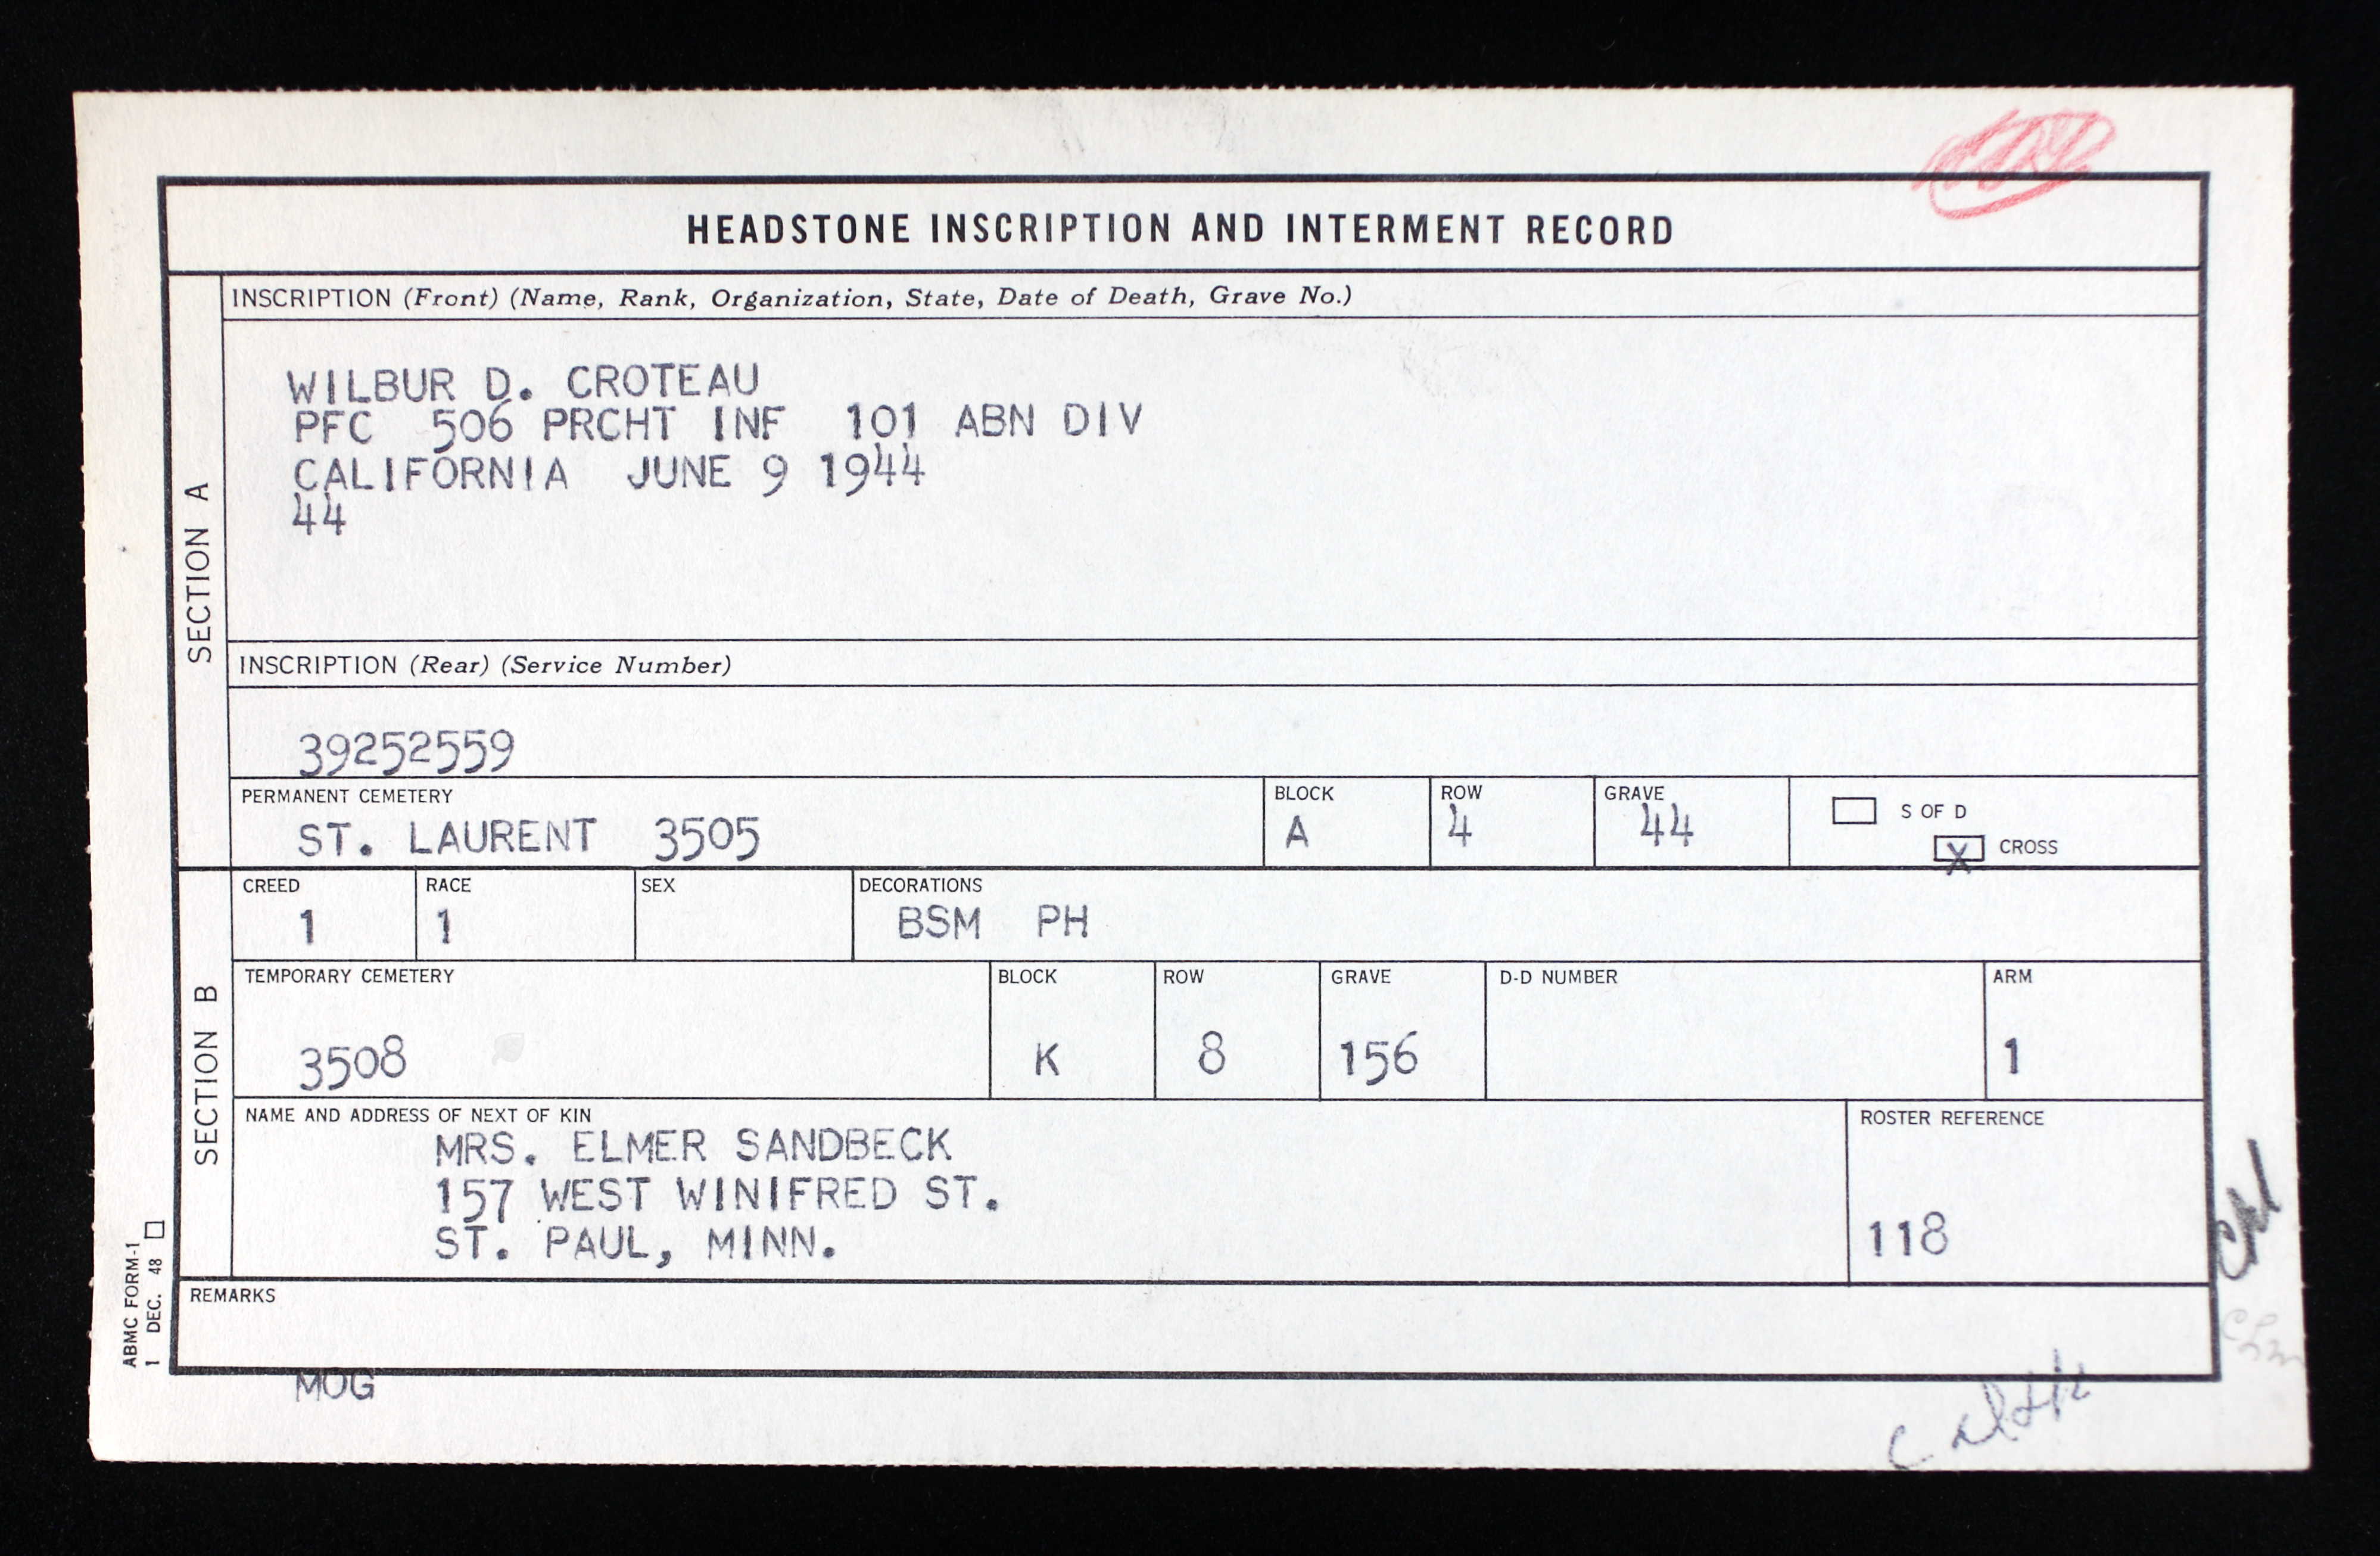 HEADSTONE INSCRIPTION AND INTERMENT RECORD
SECTION A
INSCRIPTION (Front) (Name, Rank, Organization, State, Date of Death, Grave No.)
WILBUR D. CROTEAU
PFC 506 PRCHT INF 101 ABN DIV
CALIFORNIA JUNE 9 1944
44
INSCRIPTION (Rear) (Service Number)
39252559
PERMANENT CEMETERY BLOCK ROW GRAVE S OF D
ST. LAURENT 3505 A 4 44 X CROSS
SECTION B
CREED RACE SEX DECORATIONS
1 1 BSM PH
TEMPORARY CEMETERY BLOCK ROW GRAVE D-D NUMBER ARM
3508 K 8 156 1
NAME AND ADDRESS OF NEXT OF KIN ROSTER REFERENCE
MRS. ELMER SANDBECK
157 WEST WINIFRED ST.
ST. PAUL, MINN. 118
REMARKS
ABMC FORM-1
1 DEC. 48
MOG